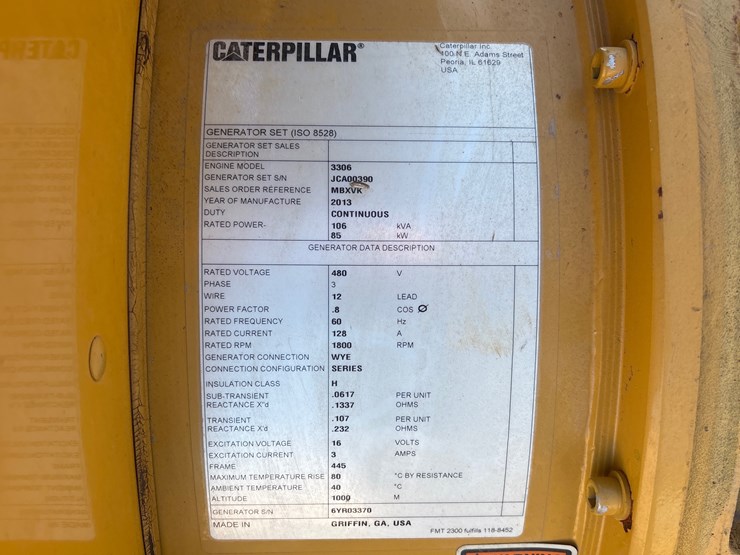 CATERPILLAR®
Caterpillar Inc.
100 N.E. Adams Street
Peoria, IL 61629
USA
GENERATOR SET (ISO 8528)
GENERATOR SET SALES
DESCRIPTION
ENGINE MODEL 3306
GENERATOR SET S/N JCA00390
SALES ORDER REFERENCE MBXVK
YEAR OF MANUFACTURE 2013
DUTY CONTINUOUS
RATED POWER- 106 kVA
85 kW
GENERATOR DATA DESCRIPTION
RATED VOLTAGE 480 V
PHASE 3
WIRE 12 LEAD
POWER FACTOR .8 COS Ø
RATED FREQUENCY 60 Hz
RATED CURRENT 128 A
RATED RPM 1800 RPM
GENERATOR CONNECTION WYE
CONNECTION CONFIGURATION SERIES
INSULATION CLASS H
SUB-TRANSIENT .0617 PER UNIT
REACTANCE X"d .1337 OHMS
TRANSIENT .107 PER UNIT
REACTANCE X'd .232 OHMS
EXCITATION VOLTAGE 16 VOLTS
EXCITATION CURRENT 3 AMPS
FRAME 445
MAXIMUM TEMPERATURE RISE 80 °C BY RESISTANCE
AMBIENT TEMPERATURE 40 °C
ALTITUDE 1000 M
GENERATOR S/N 6YR03370
MADE IN GRIFFIN, GA, USA
FMT 2300 fulfills 118-8452